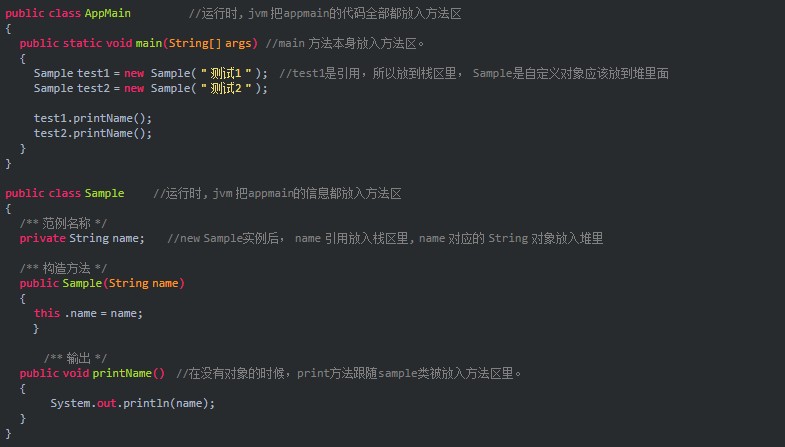 public class AppMain //运行时, jvm 把appmain的代码全部都放入方法区
{
public static void main(String[] args) //main 方法本身放入方法区。
{
Sample test1 = new Sample( " 测试1 " ); //test1是引用，所以放到栈区里， Sample是自定义对象应该放到堆里面
Sample test2 = new Sample( " 测试2 " );
test1.printName();
test2.printName();
}
}
public class Sample //运行时, jvm 把appmain的信息都放入方法区
{
/** 范例名称 */
private String name; //new Sample实例后， name 引用放入栈区里, name 对应的 String 对象放入堆里
/** 构造方法 */
public Sample(String name)
{
this .name = name;
}
/** 输出 */
public void printName() //在没有对象的时候，print方法跟随sample类被放入方法区里。
{
System.out.println(name);
}
}